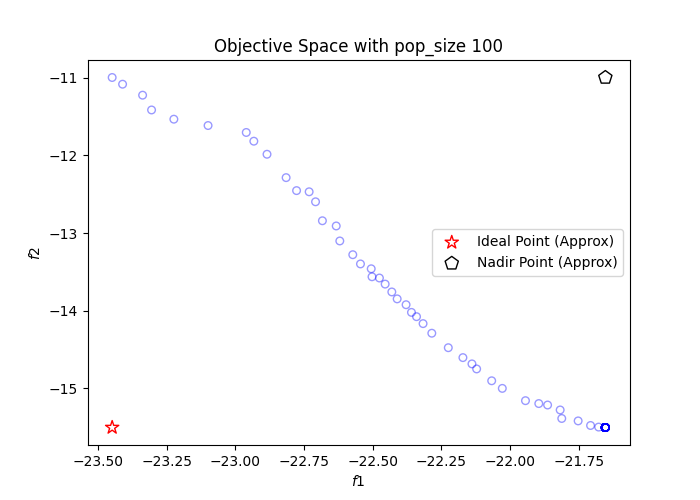 Objective Space with pop_size 100
−11
−12
−13
−14
−15
f2
Ideal Point (Approx)
Nadir Point (Approx)
−23.50 −23.25 −23.00 −22.75 −22.50 −22.25 −22.00 −21.75
f1